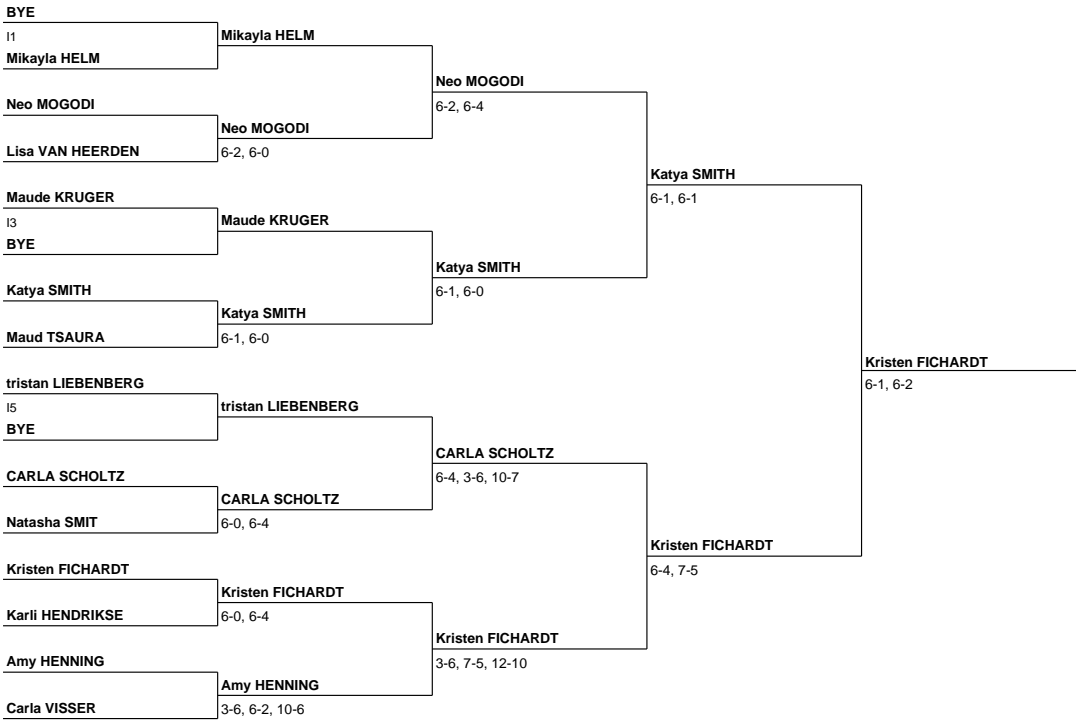 BYE
I1
Mikayla HELM
Neo MOGODI
Lisa VAN HEERDEN
Maude KRUGER
I3
BYE
Katya SMITH
Maud TSAURA
tristan LIEBENBERG
I5
BYE
CARLA SCHOLTZ
Natasha SMIT
Kristen FICHARDT
Karli HENDRIKSE
Amy HENNING
Carla VISSER
Mikayla HELM
Neo MOGODI
6-2, 6-0
Maude KRUGER
Katya SMITH
6-1, 6-0
tristan LIEBENBERG
CARLA SCHOLTZ
6-0, 6-4
Kristen FICHARDT
6-0, 6-4
Amy HENNING
3-6, 6-2, 10-6
Neo MOGODI
6-2, 6-4
Katya SMITH
6-1, 6-0
CARLA SCHOLTZ
6-4, 3-6, 10-7
Kristen FICHARDT
3-6, 7-5, 12-10
Katya SMITH
6-1, 6-1
Kristen FICHARDT
6-4, 7-5
Kristen FICHARDT
6-1, 6-2